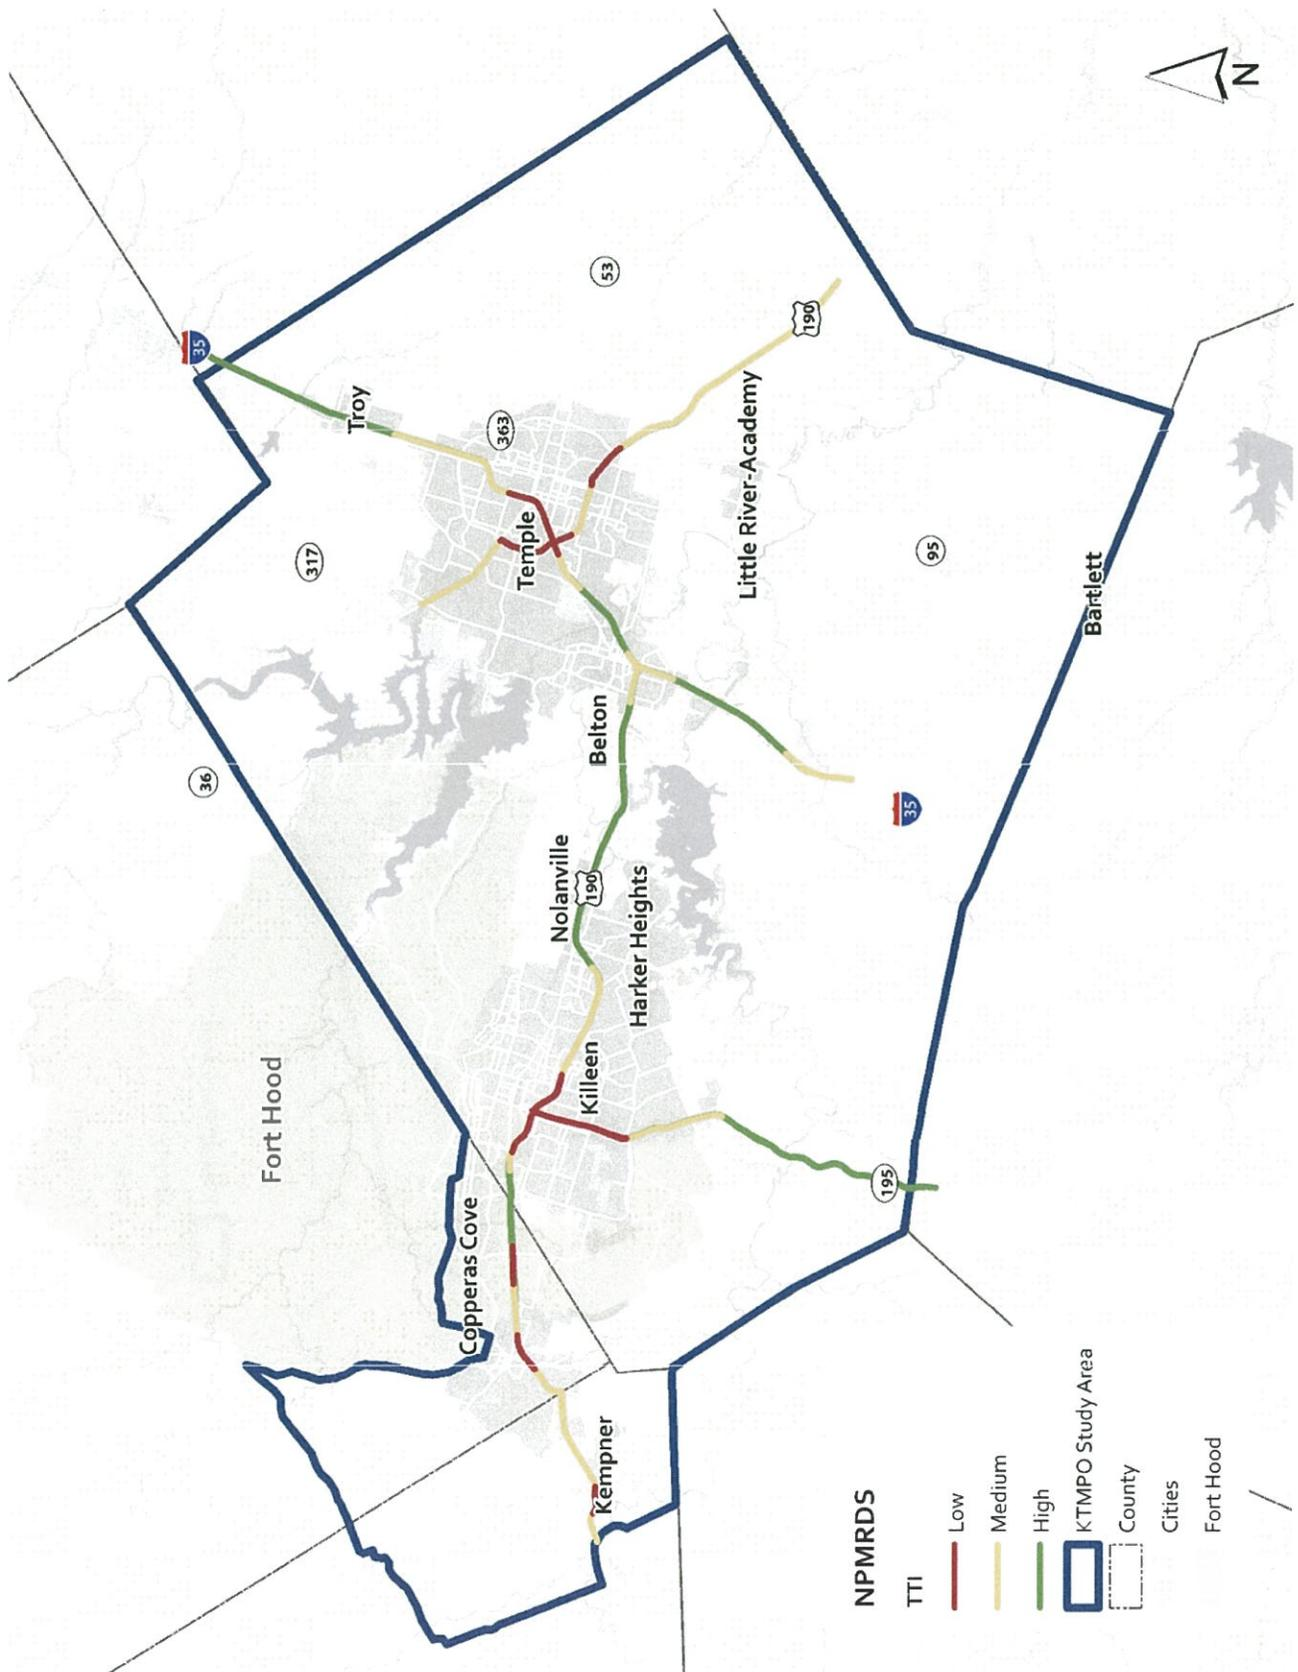 N
36
317
35
Troy
53
363
Temple
190
Little River-Academy
Fort Hood
Belton
Nolanville
190
Harker Heights
Killeen
95
Bartlett
35
Copperas Cove
195
Kempner
NPMRDS
TTI
Low
Medium
High
KTMPO Study Area
County
Cities
Fort Hood